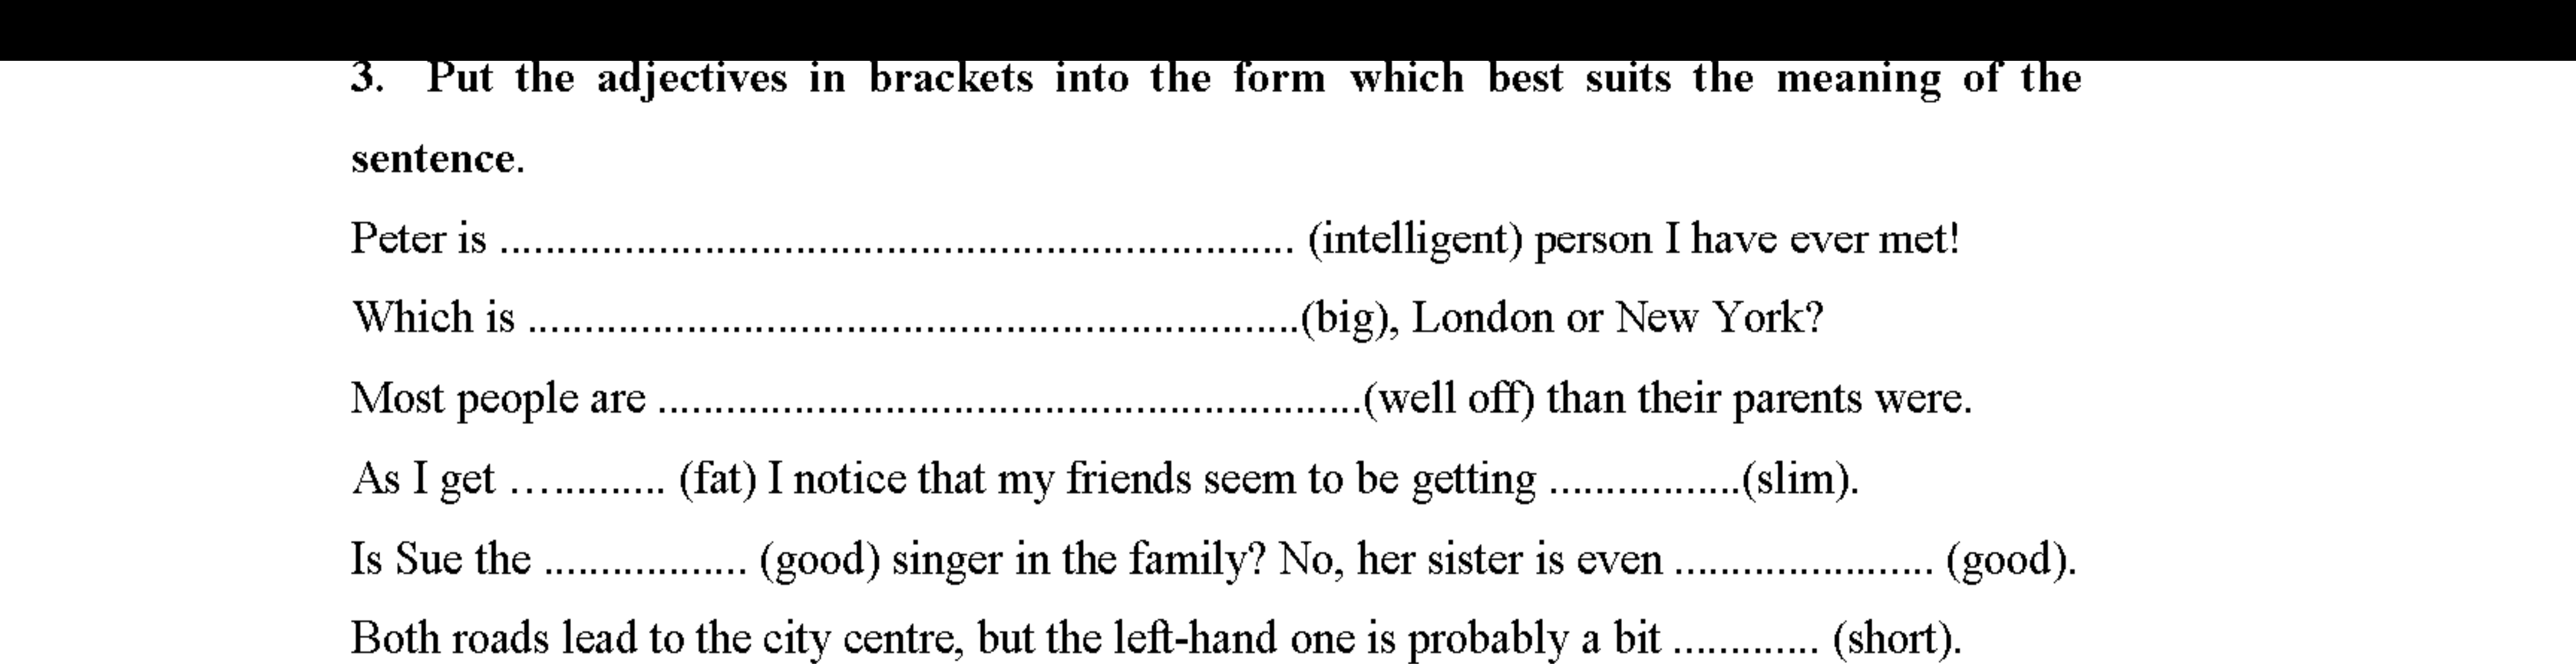 3. Put the adjectives in brackets into the form which best suits the meaning of the
sentence.
Peter is ...................................................................... (intelligent) person I have ever met!
Which is ....................................................................(big), London or New York?
Most people are ..............................................................(well off) than their parents were.
As I get ............. (fat) I notice that my friends seem to be getting .................(slim).
Is Sue the .................. (good) singer in the family? No, her sister is even ....................... (good).
Both roads lead to the city centre, but the left-hand one is probably a bit ............. (short).